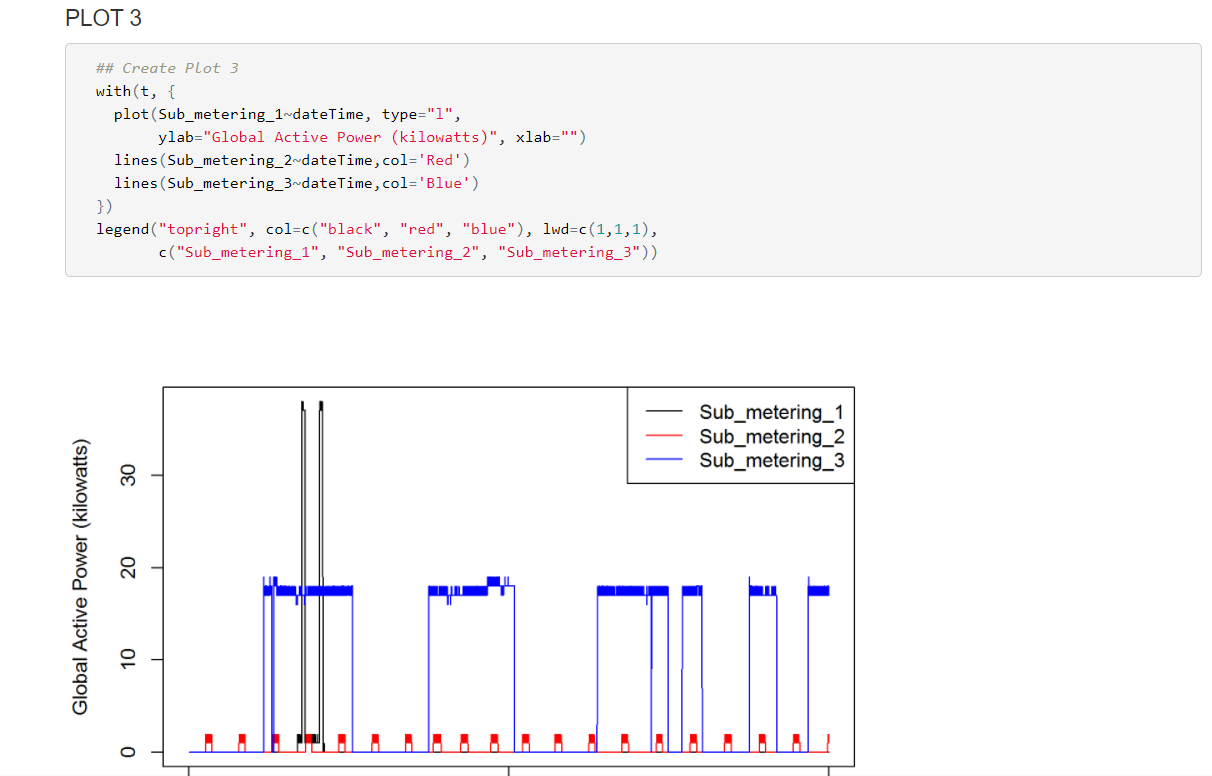 PLOT 3
## Create Plot 3
with(t, {
  plot(Sub_metering_1~dateTime, type="l",
       ylab="Global Active Power (kilowatts)", xlab="")
  lines(Sub_metering_2~dateTime,col='Red')
  lines(Sub_metering_3~dateTime,col='Blue')
})
legend("topright", col=c("black", "red", "blue"), lwd=c(1,1,1),
       c("Sub_metering_1", "Sub_metering_2", "Sub_metering_3"))
Sub_metering_1
Sub_metering_2
Sub_metering_3
Global Active Power (kilowatts)
30
20
10
0